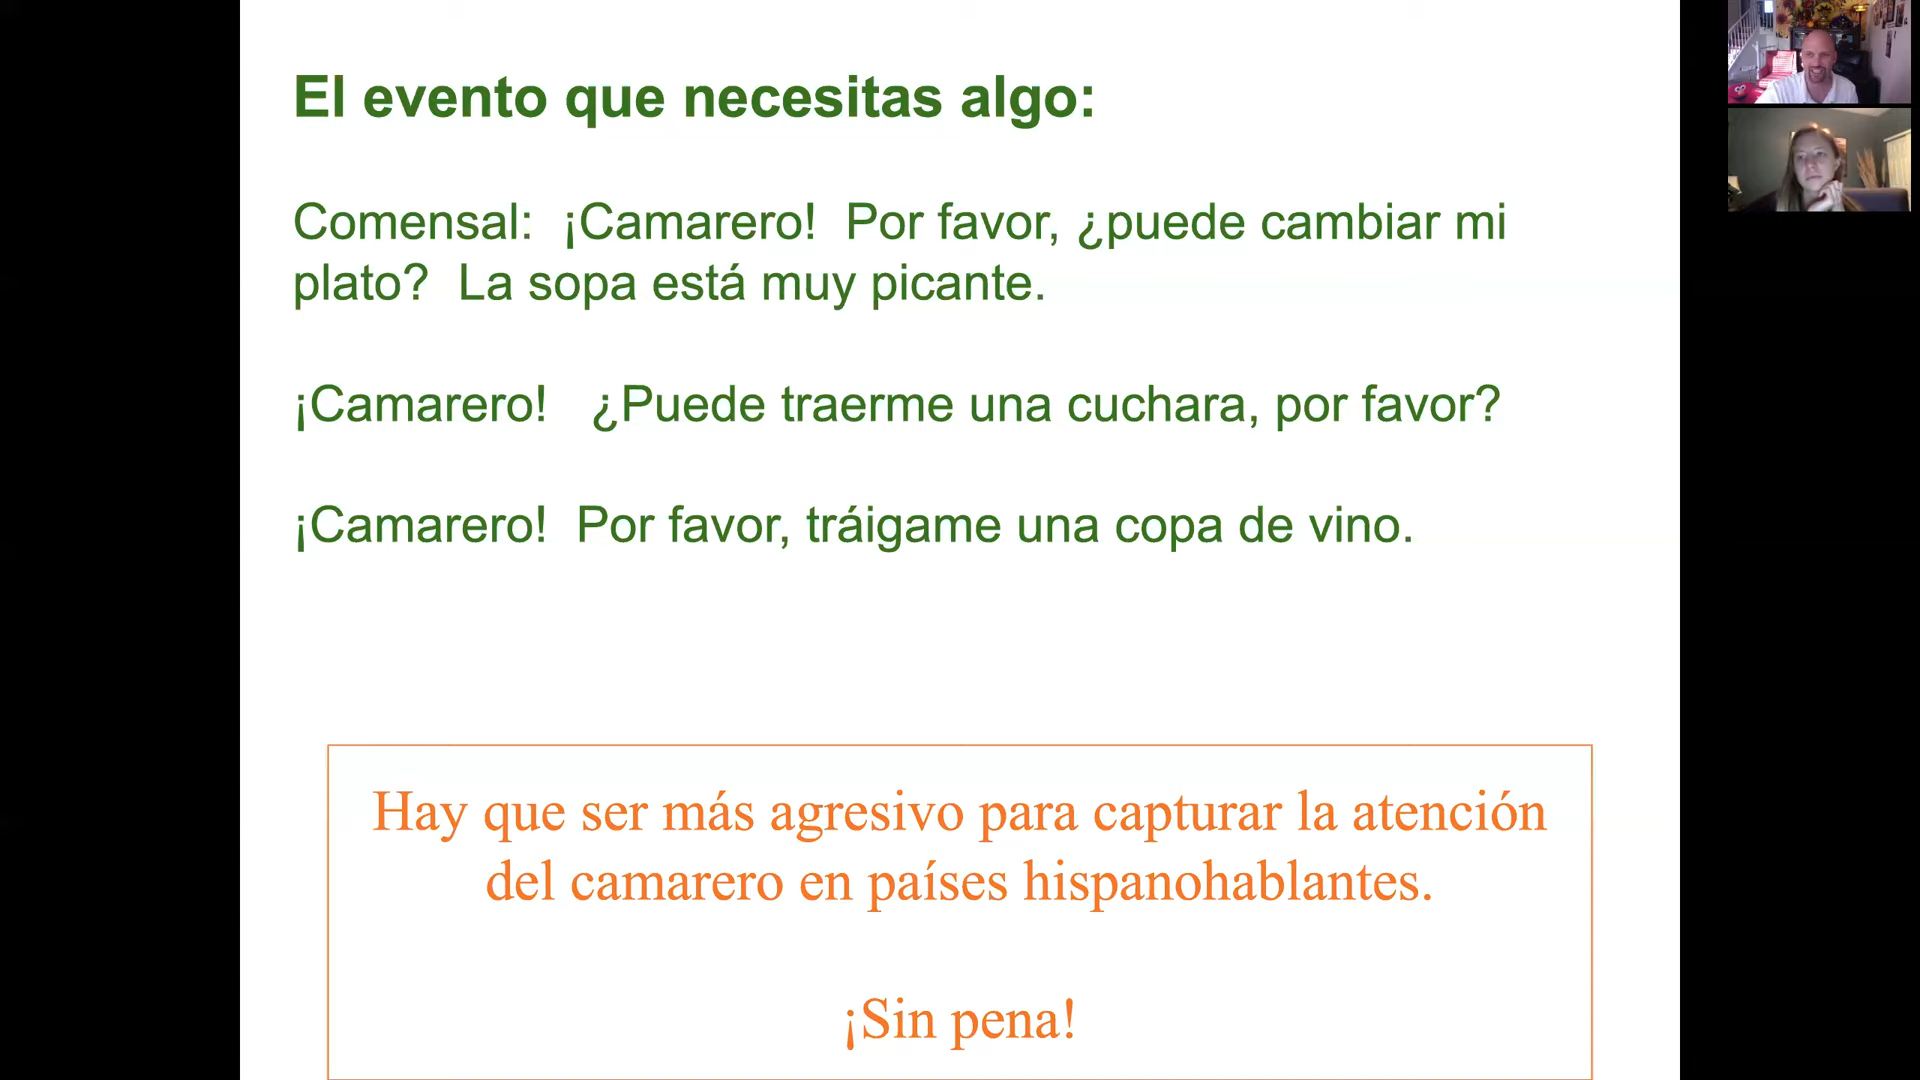 El evento que necesitas algo:
Comensal:  ¡Camarero!  Por favor, ¿puede cambiar mi
plato?  La sopa está muy picante.
¡Camarero!   ¿Puede traerme una cuchara, por favor?
¡Camarero!  Por favor, tráigame una copa de vino.
Hay que ser más agresivo para capturar la atención
del camarero en países hispanohablantes.
¡Sin pena!